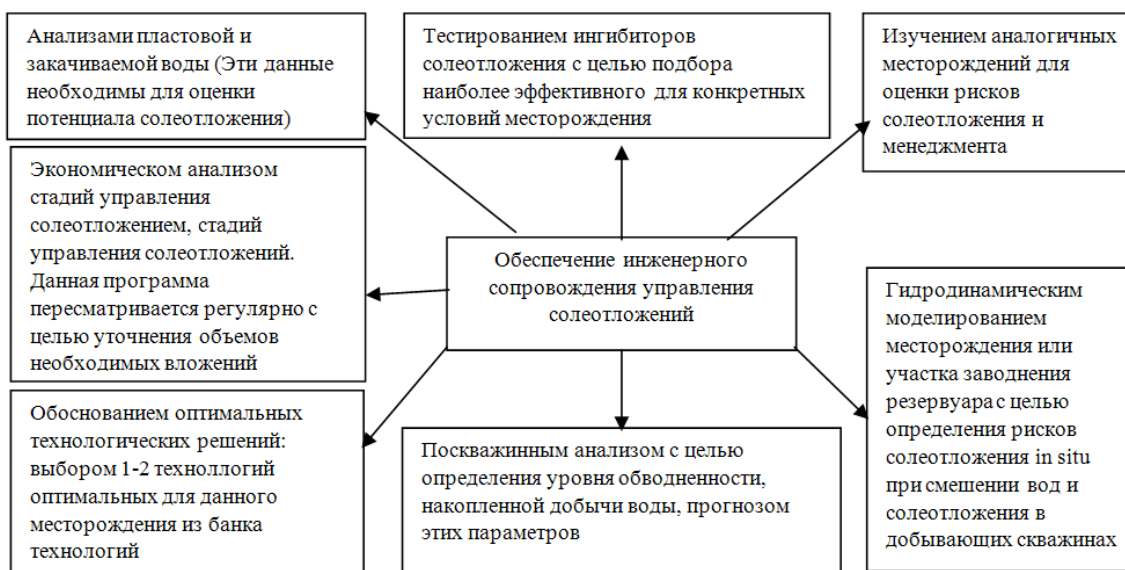 Анализами пластовой и
закачиваемой воды (Эти данные
необходимы для оценки
потенциала солеотложения)
Тестированием ингибиторов
солеотложения с целью подбора
наиболее эффективного для конкретных
условий месторождения
Изучением аналогичных
месторождений для
оценки рисков
солеотложения и
менеджмента
Экономическом анализом
стадий управления
солеотложением, стадий
управления солеотложений.
Данная программа
пересматривается регулярно с
целью уточнения объемов
необходимых вложений
Обеспечение инженерного
сопровождения управления
солеотложений
Гидродинамическим
моделированием
месторождения или
участка заводнения
резервуара с целью
определения рисков
солеотложения in situ
при смешении вод и
солеотложения в
добывающих скважинах
Обоснованием оптимальных
технологических решений:
выбором 1-2 техноллогий
оптимальных для данного
месторождения из банка
технологий
Поскважинным анализом с целью
определения уровня обводненности,
накопленной добычи воды, прогнозом
этих параметров